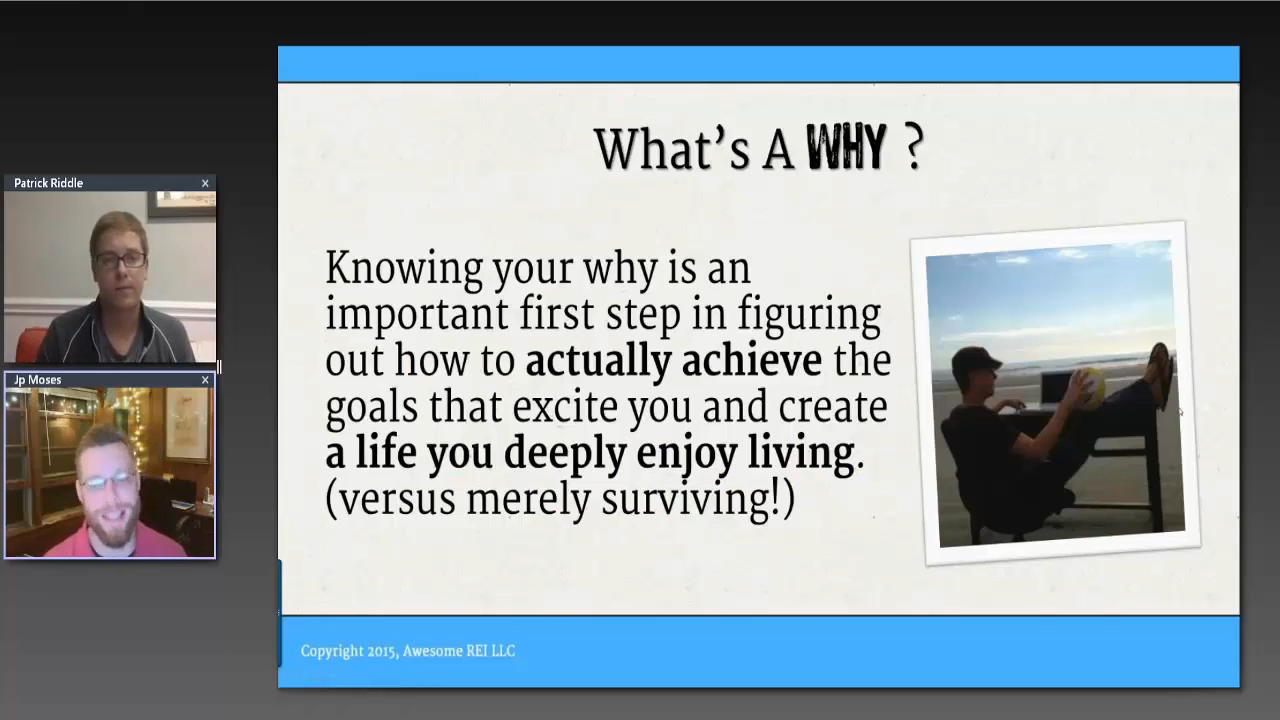 Patrick Riddle
Jp Moses
What's A WHY ?
Knowing your why is an
important first step in figuring
out how to actually achieve the
goals that excite you and create
a life you deeply enjoy living.
(versus merely surviving!)
Copyright 2015, Awesome REI LLC